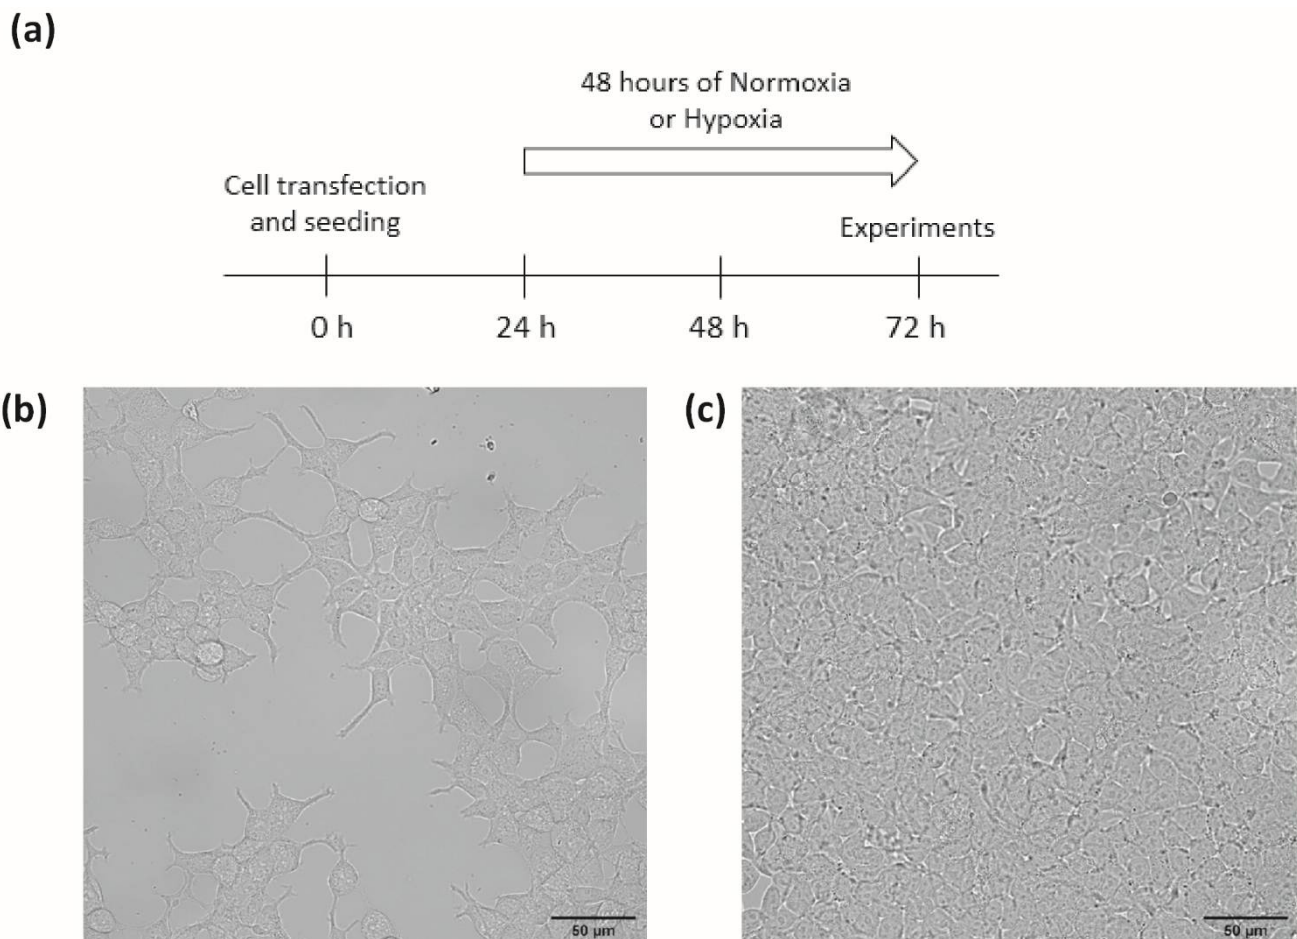 (a)
48 hours of Normoxia
or Hypoxia
Cell transfection
and seeding
Experiments
0 h
24 h
48 h
72 h
(b)
(c)
50 µm
50 µm